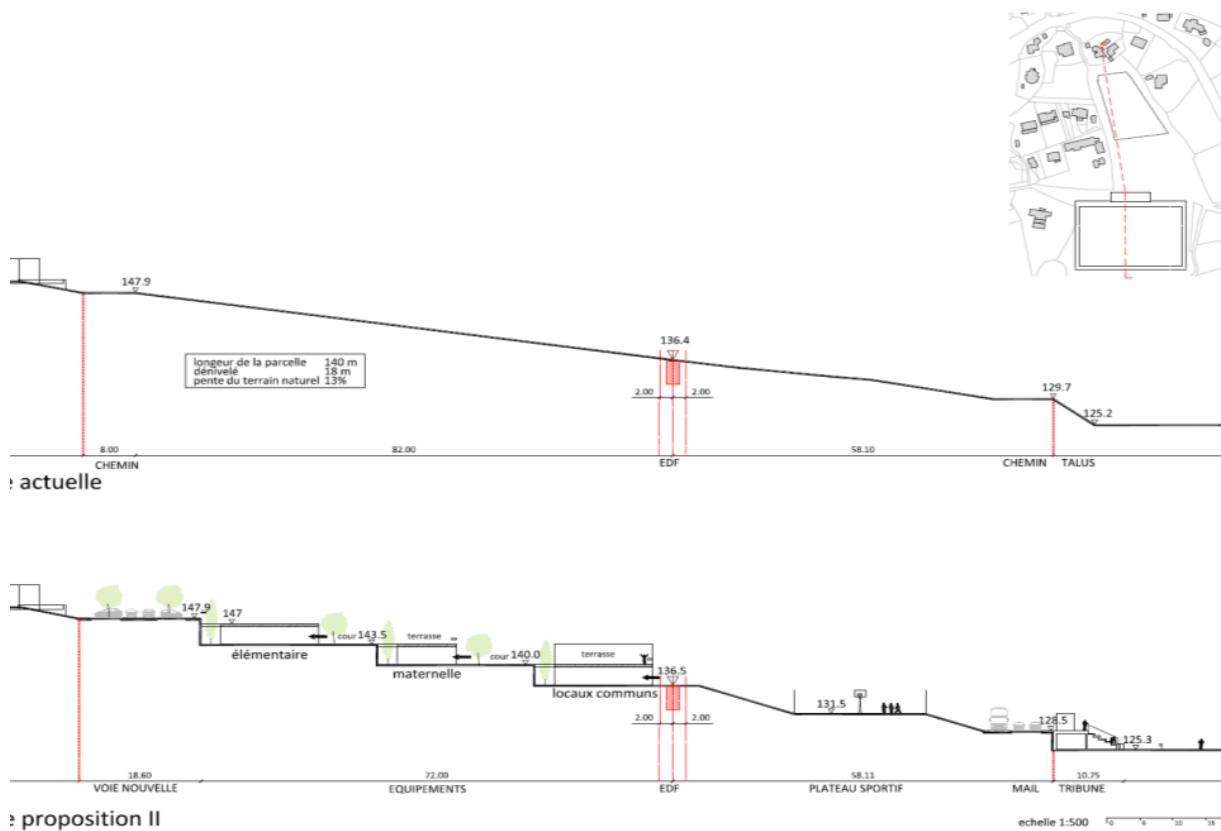 147.9
136.4
longeur de la parcelle 140 m
dénivelé 18 m
pente du terrain naturel 13%
2.00 2.00
129.7
125.2
8.00 82.00 58.10
CHEMIN EDF CHEMIN TALUS
e actuelle
147.9 147
cour 143.5 terrasse
élémentaire
cour 140.0 terrasse
maternelle
136.5
locaux communs
131.5
2.00 2.00
128.5
125.3
18.60 72.00 58.11 10.75
VOIE NOUVELLE EQUIPEMENTS EDF PLATEAU SPORTIF MAIL TRIBUNE
e proposition II
echelle 1:500 0 5 10 15